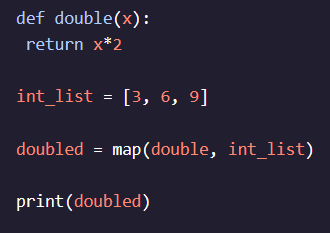 def double(x):
 return x*2
int_list = [3, 6, 9]
doubled = map(double, int_list)
print(doubled)